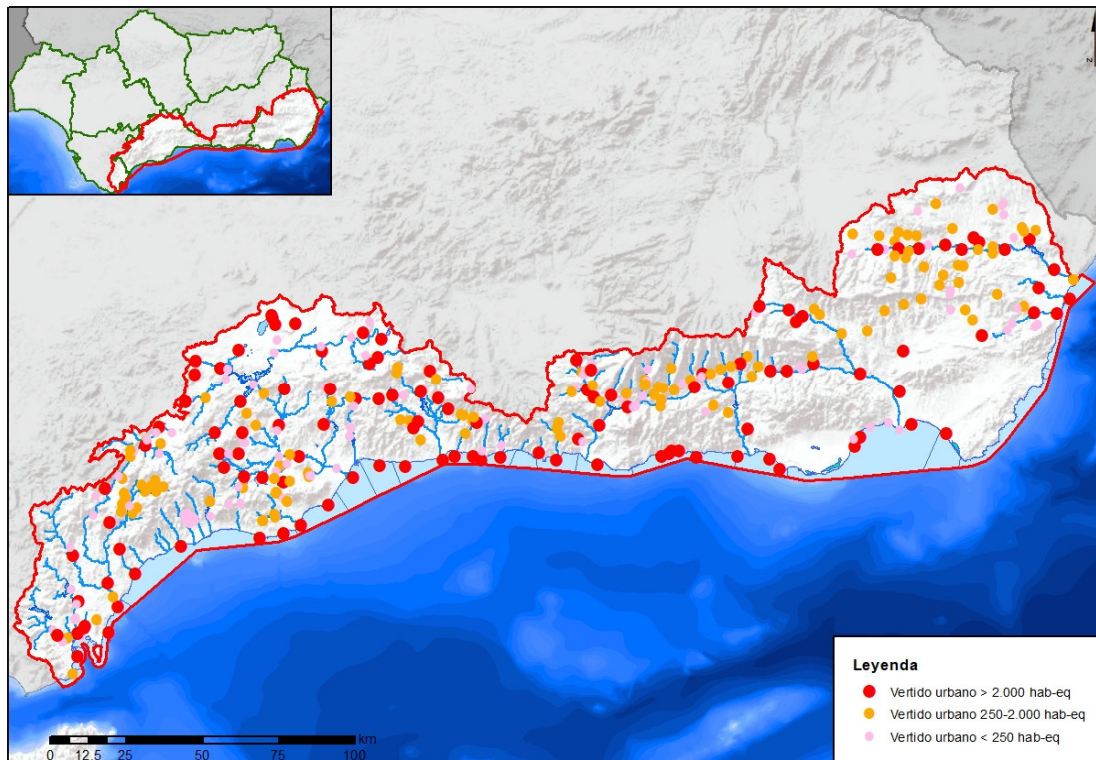 N
Leyenda
Vertido urbano > 2.000 hab-eq
Vertido urbano 250-2.000 hab-eq
Vertido urbano < 250 hab-eq
km
0 12.5 25 50 75 100